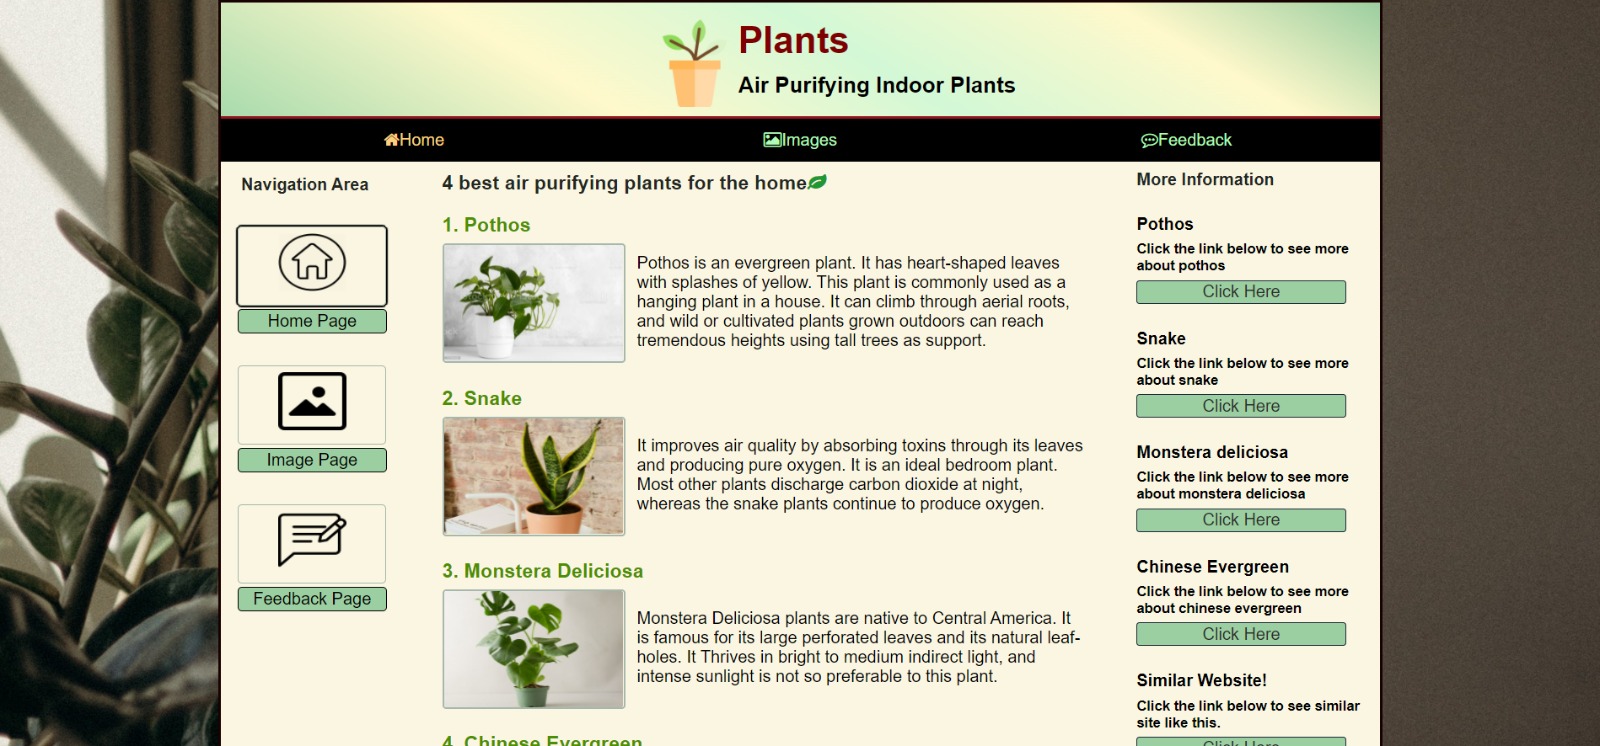 Plants
Air Purifying Indoor Plants
Home
Images
Feedback
Navigation Area
Home Page
Image Page
Feedback Page
4 best air purifying plants for the home
1. Pothos
Pothos is an evergreen plant. It has heart-shaped leaves
with splashes of yellow. This plant is commonly used as a
hanging plant in a house. It can climb through aerial roots,
and wild or cultivated plants grown outdoors can reach
tremendous heights using tall trees as support.
2. Snake
It improves air quality by absorbing toxins through its leaves
and producing pure oxygen. It is an ideal bedroom plant.
Most other plants discharge carbon dioxide at night,
whereas the snake plants continue to produce oxygen.
3. Monstera Deliciosa
Monstera Deliciosa plants are native to Central America. It
is famous for its large perforated leaves and its natural leaf-
holes. It Thrives in bright to medium indirect light, and
intense sunlight is not so preferable to this plant.
4. Chinese Evergreen
More Information
Pothos
Click the link below to see more
about pothos
Click Here
Snake
Click the link below to see more
about snake
Click Here
Monstera deliciosa
Click the link below to see more
about monstera deliciosa
Click Here
Chinese Evergreen
Click the link below to see more
about chinese evergreen
Click Here
Similar Website!
Click the link below to see similar
site like this.
Click Here